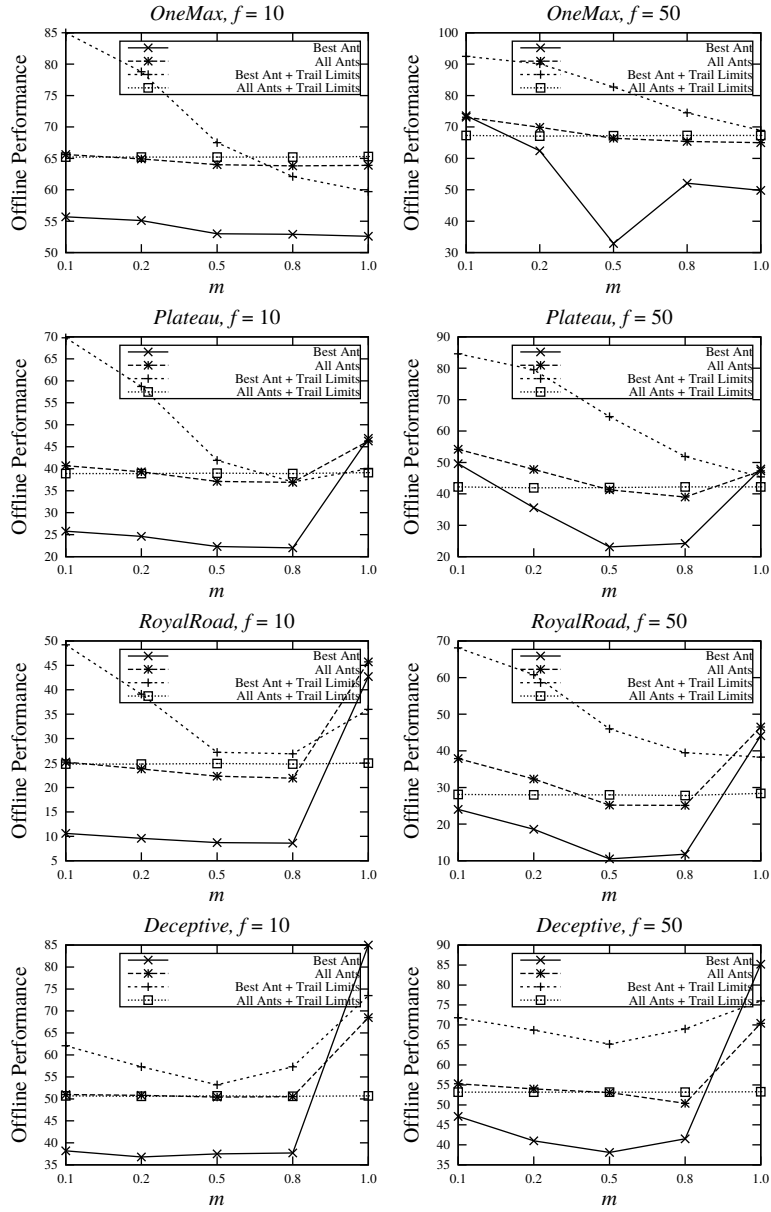 OneMax, f = 10
Offline Performance
85
80
75
70
65
60
55
50
Best Ant
All Ants
Best Ant + Trail Limits
All Ants + Trail Limits
0.1 0.2 0.5 0.8 1.0
m
OneMax, f = 50
Offline Performance
100
90
80
70
60
50
40
30
Best Ant
All Ants
Best Ant + Trail Limits
All Ants + Trail Limits
0.1 0.2 0.5 0.8 1.0
m
Plateau, f = 10
Offline Performance
70
65
60
55
50
45
40
35
30
25
20
Best Ant
All Ants
Best Ant + Trail Limits
All Ants + Trail Limits
0.1 0.2 0.5 0.8 1.0
m
Plateau, f = 50
Offline Performance
90
80
70
60
50
40
30
20
Best Ant
All Ants
Best Ant + Trail Limits
All Ants + Trail Limits
0.1 0.2 0.5 0.8 1.0
m
RoyalRoad, f = 10
Offline Performance
50
45
40
35
30
25
20
15
10
5
Best Ant
All Ants
Best Ant + Trail Limits
All Ants + Trail Limits
0.1 0.2 0.5 0.8 1.0
m
RoyalRoad, f = 50
Offline Performance
70
60
50
40
30
20
10
Best Ant
All Ants
Best Ant + Trail Limits
All Ants + Trail Limits
0.1 0.2 0.5 0.8 1.0
m
Deceptive, f = 10
Offline Performance
85
80
75
70
65
60
55
50
45
40
35
Best Ant
All Ants
Best Ant + Trail Limits
All Ants + Trail Limits
0.1 0.2 0.5 0.8 1.0
m
Deceptive, f = 50
Offline Performance
90
85
80
75
70
65
60
55
50
45
40
35
Best Ant
All Ants
Best Ant + Trail Limits
All Ants + Trail Limits
0.1 0.2 0.5 0.8 1.0
m